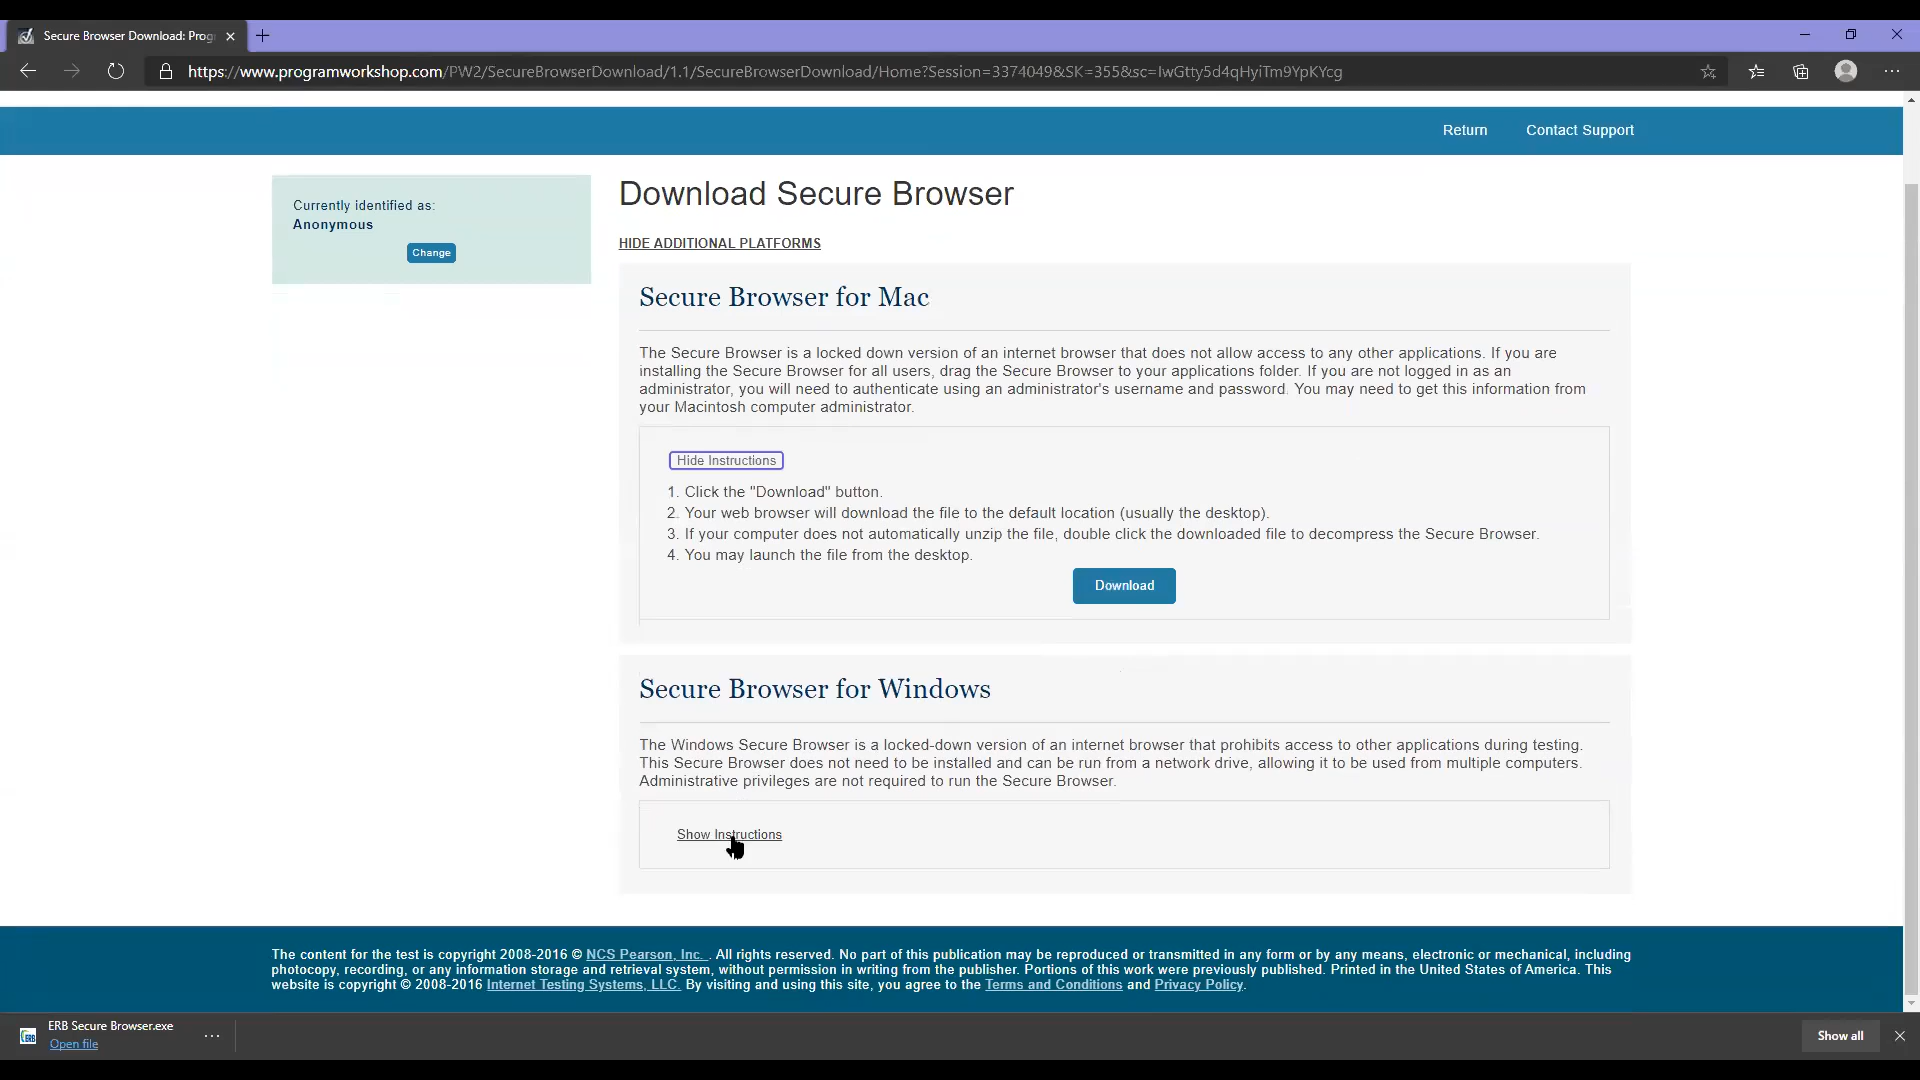 Secure Browser Download: Prog
https://www.programworkshop.com/PW2/SecureBrowserDownload/1.1/SecureBrowserDownload/Home?Session=3374049&SK=355&sc=IwGtty5d4qHyiTm9YpKYcg
Return
Contact Support
Currently identified as:
Anonymous
Change
Download Secure Browser
HIDE ADDITIONAL PLATFORMS
Secure Browser for Mac
The Secure Browser is a locked down version of an internet browser that does not allow access to any other applications. If you are
installing the Secure Browser for all users, drag the Secure Browser to your applications folder. If you are not logged in as an
administrator, you will need to authenticate using an administrator's username and password. You may need to get this information from
your Macintosh computer administrator.
Hide Instructions
1. Click the "Download" button.
2. Your web browser will download the file to the default location (usually the desktop).
3. If your computer does not automatically unzip the file, double click the downloaded file to decompress the Secure Browser.
4. You may launch the file from the desktop.
Download
Secure Browser for Windows
The Windows Secure Browser is a locked-down version of an internet browser that prohibits access to other applications during testing.
This Secure Browser does not need to be installed and can be run from a network drive, allowing it to be used from multiple computers.
Administrative privileges are not required to run the Secure Browser.
Show Instructions
The content for the test is copyright 2008-2016 © NCS Pearson, Inc. . All rights reserved. No part of this publication may be reproduced or transmitted in any form or by any means, electronic or mechanical, including
photocopy, recording, or any information storage and retrieval system, without permission in writing from the publisher. Portions of this work were previously published. Printed in the United States of America. This
website is copyright © 2008-2016 Internet Testing Systems, LLC. By visiting and using this site, you agree to the Terms and Conditions and Privacy Policy.
ERB
ERB Secure Browser.exe
Open file
Show all